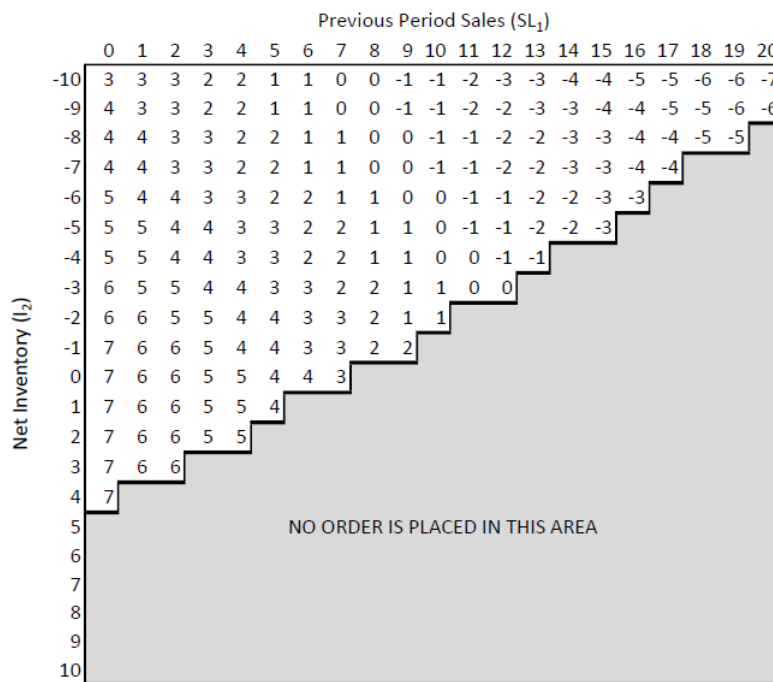 Previous Period Sales (SL1)
0 1 2 3 4 5 6 7 8 9 10 11 12 13 14 15 16 17 18 19 20
-10 3 3 3 2 2 1 1 0 0 -1 -1 -2 -3 -3 -4 -4 -5 -5 -6 -6 -7
-9 4 3 3 2 2 1 1 0 0 -1 -1 -2 -2 -3 -3 -4 -4 -5 -5 -6 -6
-8 4 4 3 3 2 2 1 1 0 0 -1 -1 -2 -2 -3 -3 -4 -4 -5 -5
-7 4 4 3 3 2 2 1 1 0 0 -1 -1 -2 -2 -3 -3 -4 -4
-6 5 4 4 3 3 2 2 1 1 0 0 -1 -1 -2 -2 -3 -3
-5 5 5 4 4 3 3 2 2 1 1 0 -1 -1 -2 -2 -3
-4 5 5 4 4 3 3 2 2 1 1 0 0 -1 -1
-3 6 5 5 4 4 3 3 2 2 1 1 0 0
-2 6 6 5 5 4 4 3 3 2 1 1
-1 7 6 6 5 4 4 3 3 2 2
0 7 6 6 5 5 4 4 3
1 7 6 6 5 5 4
2 7 6 6 5 5
3 7 6 6
4 7
5
6
7
8
9
10
Net Inventory (I2)
NO ORDER IS PLACED IN THIS AREA